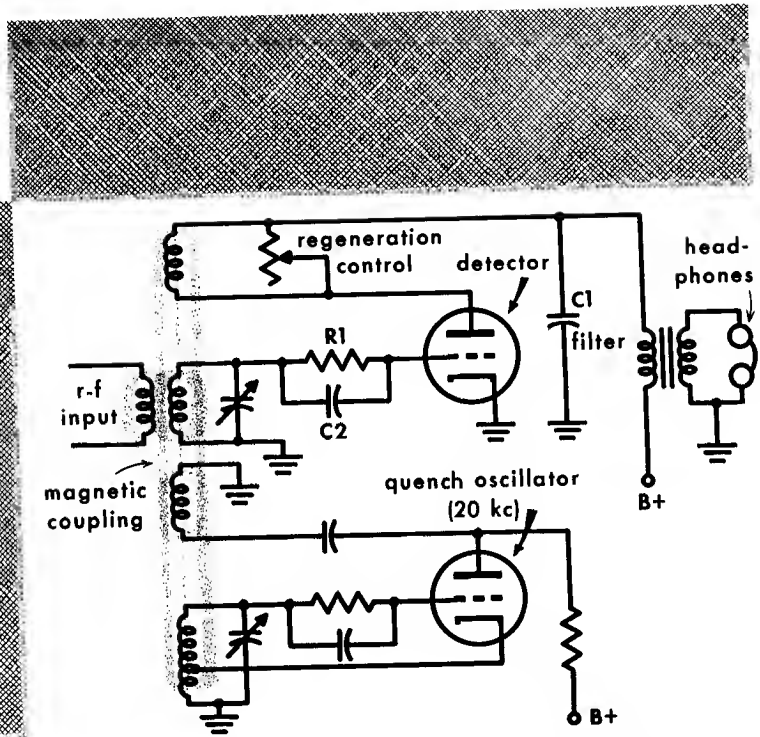 regeneration
control
detector
head-
phones
C1
filter
R1
C2
r-f
input
magnetic
coupling
quench oscillator
(20 kc)
B+
B+